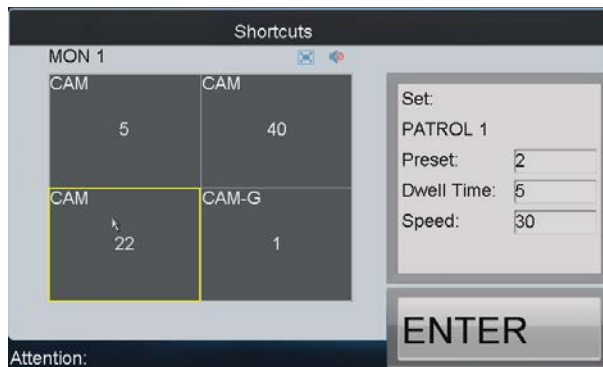 Shortcuts
MON 1
CAM
5
CAM
40
CAM
22
CAM-G
1
Set:
PATROL 1
Preset: 2
Dwell Time: 5
Speed: 30
ENTER
Attention: